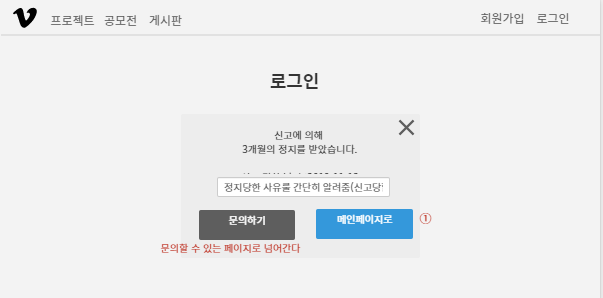 프로젝트 공모전 게시판 회원가입 로그인
로그인
신고에 의해
3개월의 정지를 받았습니다.
정지당한 사유를 간단히 알려줌(신고당
문의하기 메인페이지로 ①
문의할 수 있는 페이지로 넘어간다